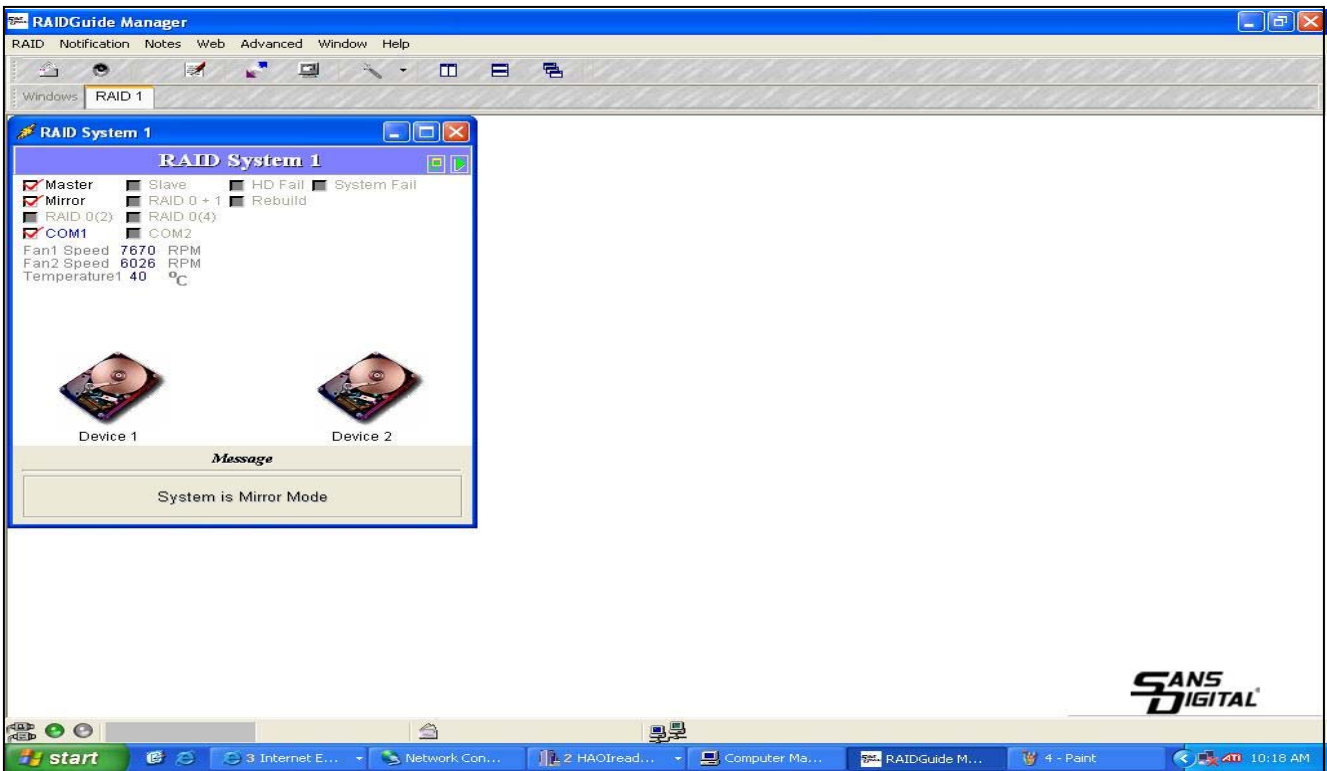 RAIDGuide Manager
RAID Notification Notes Web Advanced Window Help
Windows RAID 1
RAID System 1
RAID System 1
Master Slave HD Fail System Fail
Mirror RAID 0 + 1 Rebuild
RAID 0(2) RAID 0(4)
COM1 COM2
Fan1 Speed 7670 RPM
Fan2 Speed 6026 RPM
Temperature1 40 °C
Device 1 Device 2
Message
System is Mirror Mode
SANS DIGITAL
start 3 Internet E... Network Con... 2 HAOIread... Computer Ma... RAIDGuide M... 4 - Paint ATI 10:18 AM